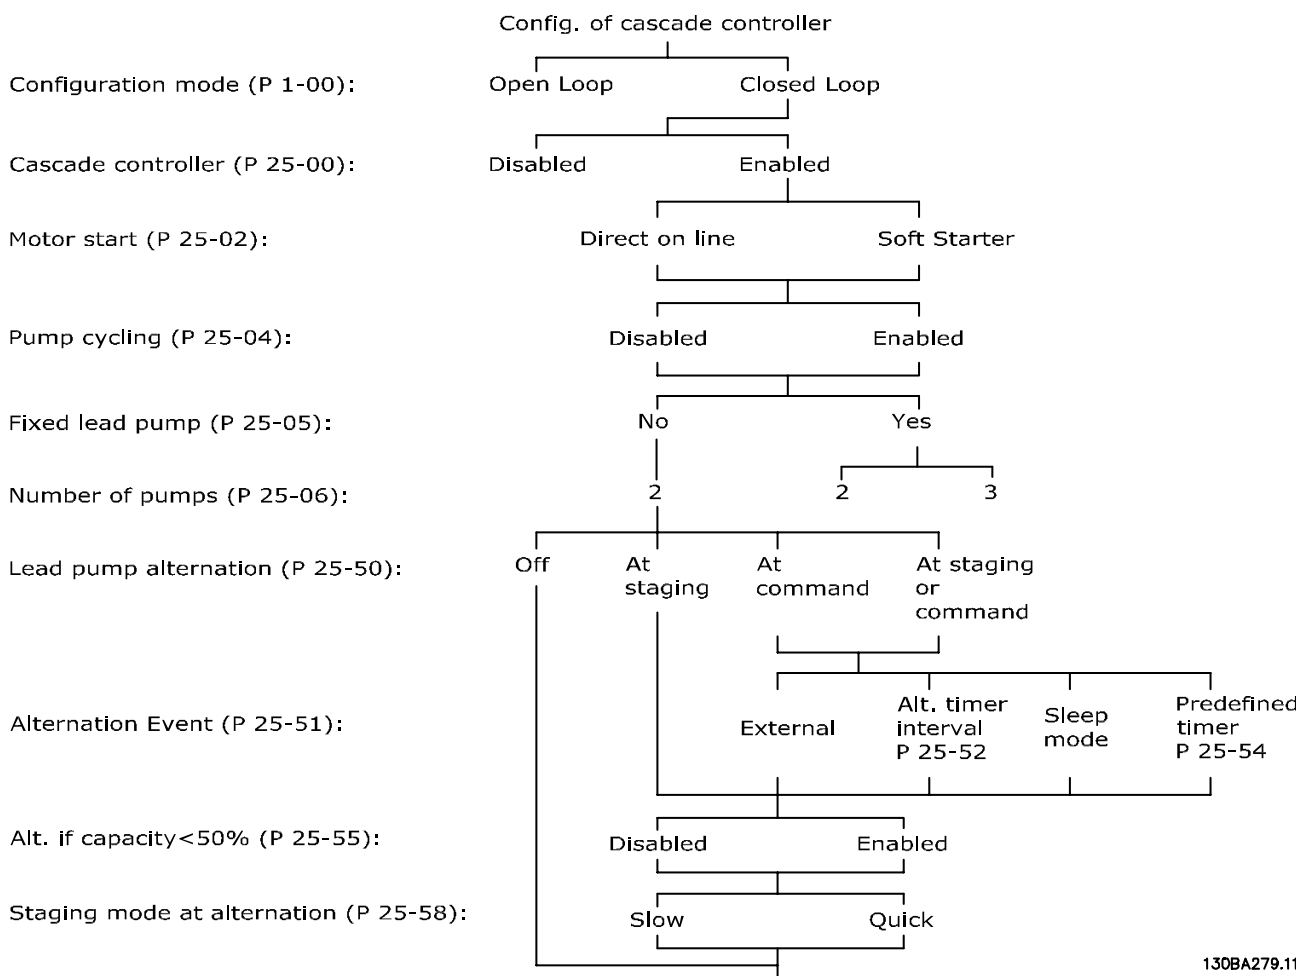 Config. of cascade controller
Configuration mode (P 1-00): Open Loop Closed Loop
Cascade controller (P 25-00): Disabled Enabled
Motor start (P 25-02): Direct on line Soft Starter
Pump cycling (P 25-04): Disabled Enabled
Fixed lead pump (P 25-05): No Yes
Number of pumps (P 25-06): 2 2 3
Lead pump alternation (P 25-50): Off At staging At command At staging or command
Alternation Event (P 25-51): External Alt. timer interval P 25-52 Sleep mode Predefined timer P 25-54
Alt. if capacity<50% (P 25-55): Disabled Enabled
Staging mode at alternation (P 25-58): Slow Quick
130BA279.11